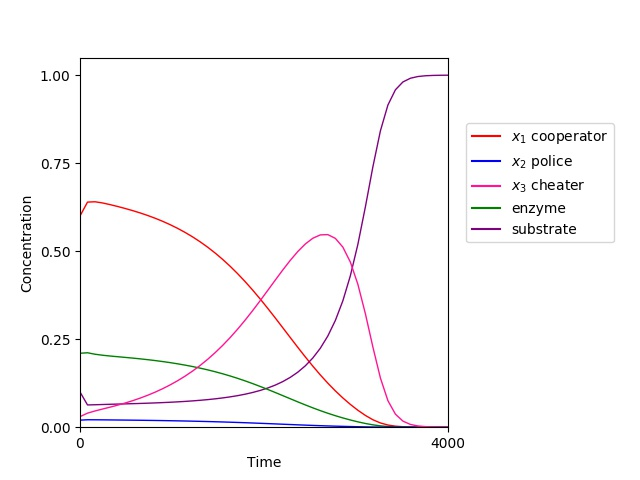 1.00
0.75
0.50
0.25
0.00
Concentration
0
4000
Time
x₁ cooperator
x₂ police
x₃ cheater
enzyme
substrate